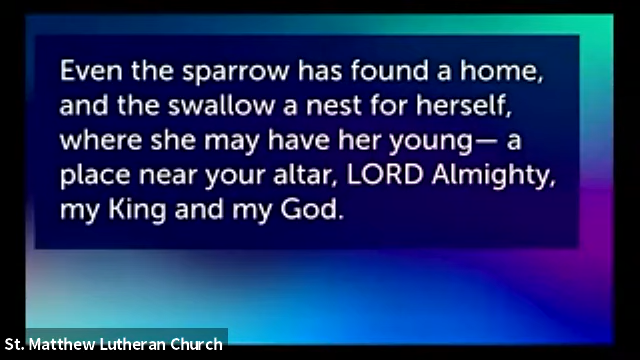 Even the sparrow has found a home,
and the swallow a nest for herself,
where she may have her young— a
place near your altar, LORD Almighty,
my King and my God.
St. Matthew Lutheran Church